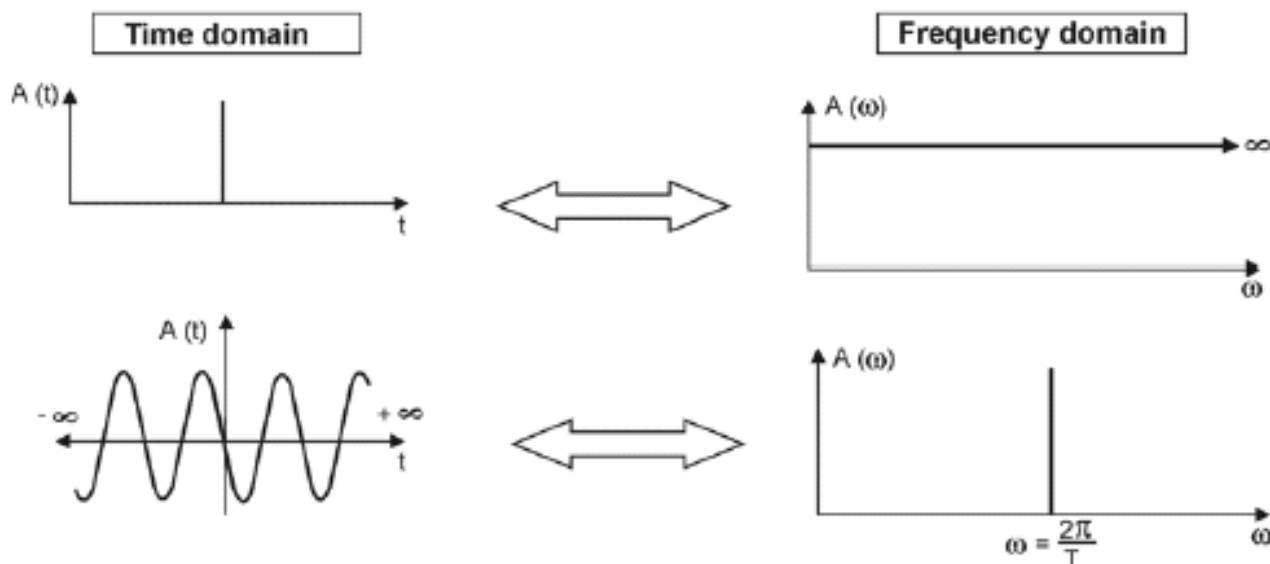 Time domain
Frequency domain
A (t)
t
A (ω)
∞
ω
A (t)
- ∞
+ ∞
t
A (ω)
ω = 2π
T
ω